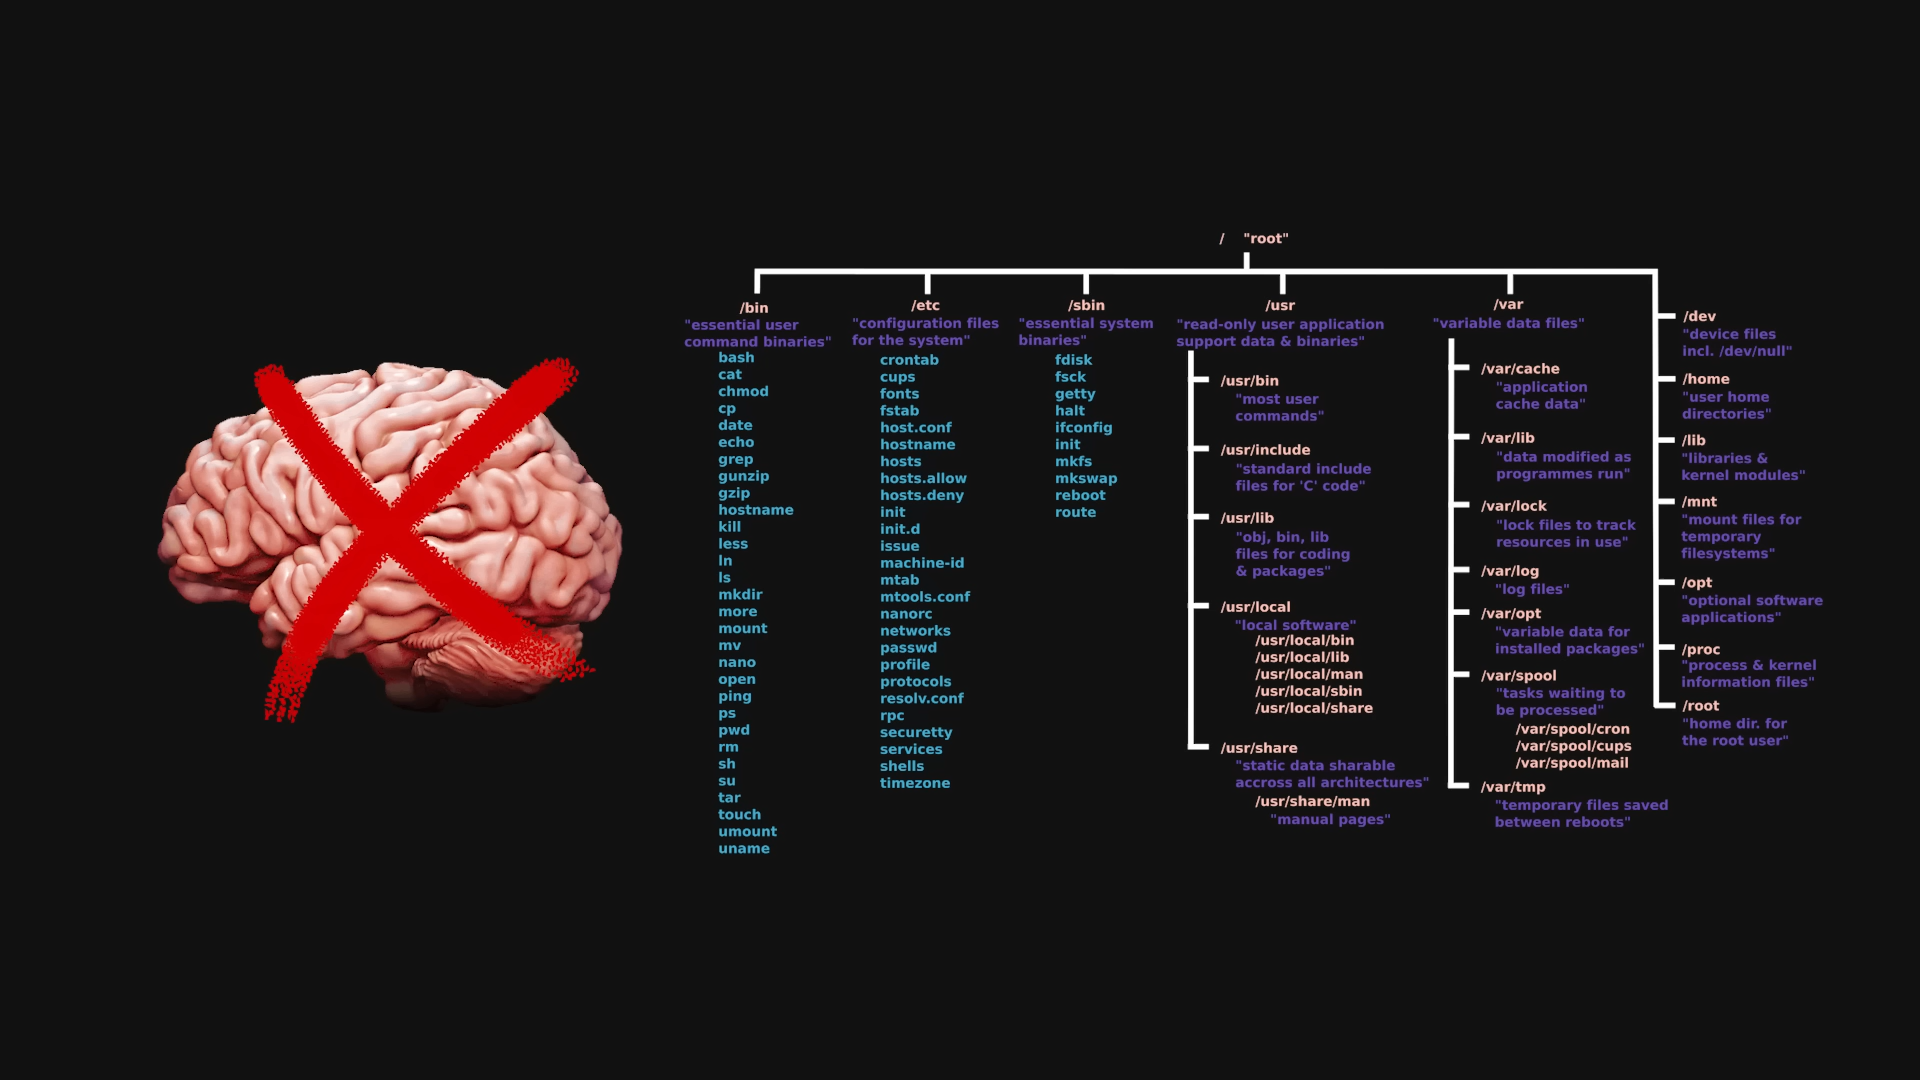 / "root"
/bin
"essential user
command binaries"
bash
cat
chmod
cp
date
echo
grep
gunzip
gzip
hostname
kill
less
ln
ls
mkdir
more
mount
mv
nano
open
ping
ps
pwd
rm
sh
su
tar
touch
umount
uname
/etc
"configuration files
for the system"
crontab
cups
fonts
fstab
host.conf
hostname
hosts
hosts.allow
hosts.deny
init
init.d
issue
machine-id
mtab
mtools.conf
nanorc
networks
passwd
profile
protocols
resolv.conf
rpc
securetty
services
shells
timezone
/sbin
"essential system
binaries"
fdisk
fsck
getty
halt
ifconfig
init
mkfs
mkswap
reboot
route
/usr
"read-only user application
support data & binaries"
/usr/bin
"most user
commands"
/usr/include
"standard include
files for 'C' code"
/usr/lib
"obj, bin, lib
files for coding
& packages"
/usr/local
"local software"
/usr/local/bin
/usr/local/lib
/usr/local/man
/usr/local/sbin
/usr/local/share
/usr/share
"static data sharable
accross all architectures"
/usr/share/man
"manual pages"
/var
"variable data files"
/var/cache
"application
cache data"
/var/lib
"data modified as
programmes run"
/var/lock
"lock files to track
resources in use"
/var/log
"log files"
/var/opt
"variable data for
installed packages"
/var/spool
"tasks waiting to
be processed"
/var/spool/cron
/var/spool/cups
/var/spool/mail
/var/tmp
"temporary files saved
between reboots"
/dev
"device files
incl. /dev/null"
/home
"user home
directories"
/lib
"libraries &
kernel modules"
/mnt
"mount files for
temporary
filesystems"
/opt
"optional software
applications"
/proc
"process & kernel
information files"
/root
"home dir. for
the root user"